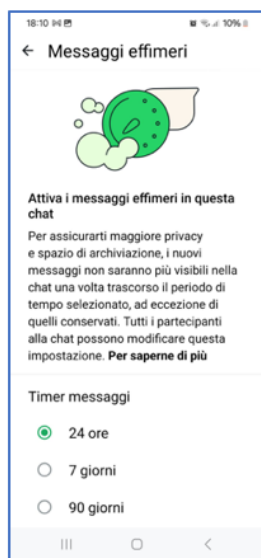 18:10
10%
Messaggi effimeri
Attiva i messaggi effimeri in questa
chat
Per assicurarti maggiore privacy
e spazio di archiviazione, i nuovi
messaggi non saranno più visibili nella
chat una volta trascorso il periodo di
tempo selezionato, ad eccezione di
quelli conservati. Tutti i partecipanti
alla chat possono modificare questa
impostazione. Per saperne di più
Timer messaggi
24 ore
7 giorni
90 giorni